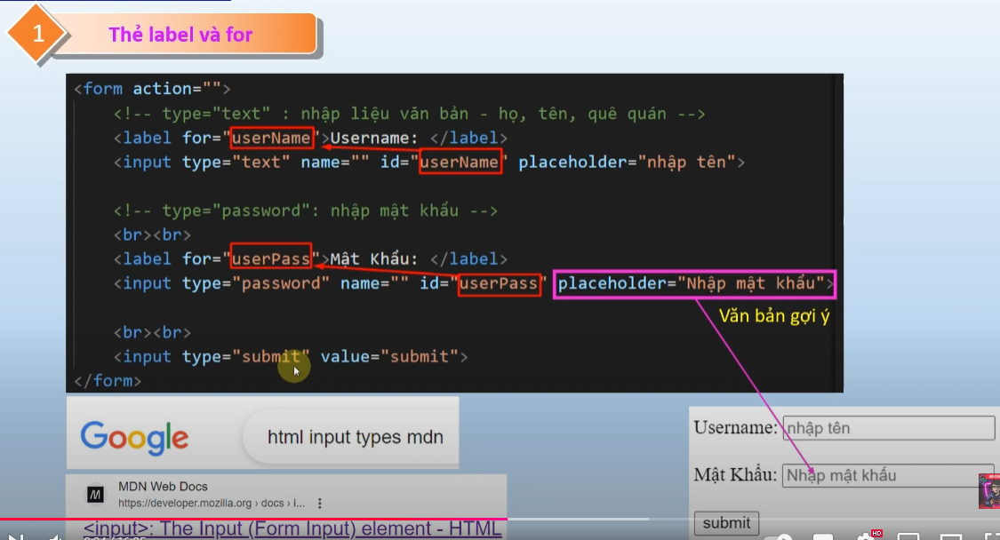 1
Thẻ label và for
<form action="">
<!-- type="text" : nhập liệu văn bản - họ, tên, quê quán -->
<label for="userName">Username: </label>
<input type="text" name="" id="userName" placeholder="nhập tên">
<!-- type="password": nhập mật khẩu -->
<br><br>
<label for="userPass">Mật Khẩu: </label>
<input type="password" name="" id="userPass" placeholder="Nhập mật khẩu">
Văn bản gợi ý
<br><br>
<input type="submit" value="submit">
</form>
Google
html input types mdn
MDN Web Docs
https://developer.mozilla.org › docs › i...
<input>: The Input (Form Input) element - HTML
Username: nhập tên
Mật Khẩu: Nhập mật khẩu
submit
HD